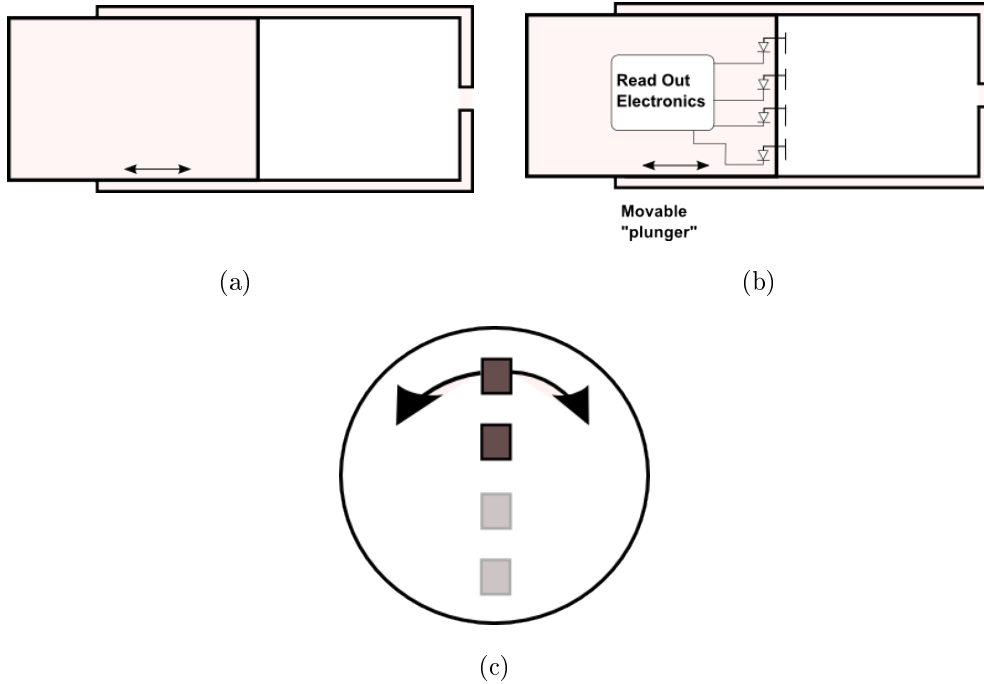 Read Out
Electronics
Movable
"plunger"
(a)
(b)
(c)